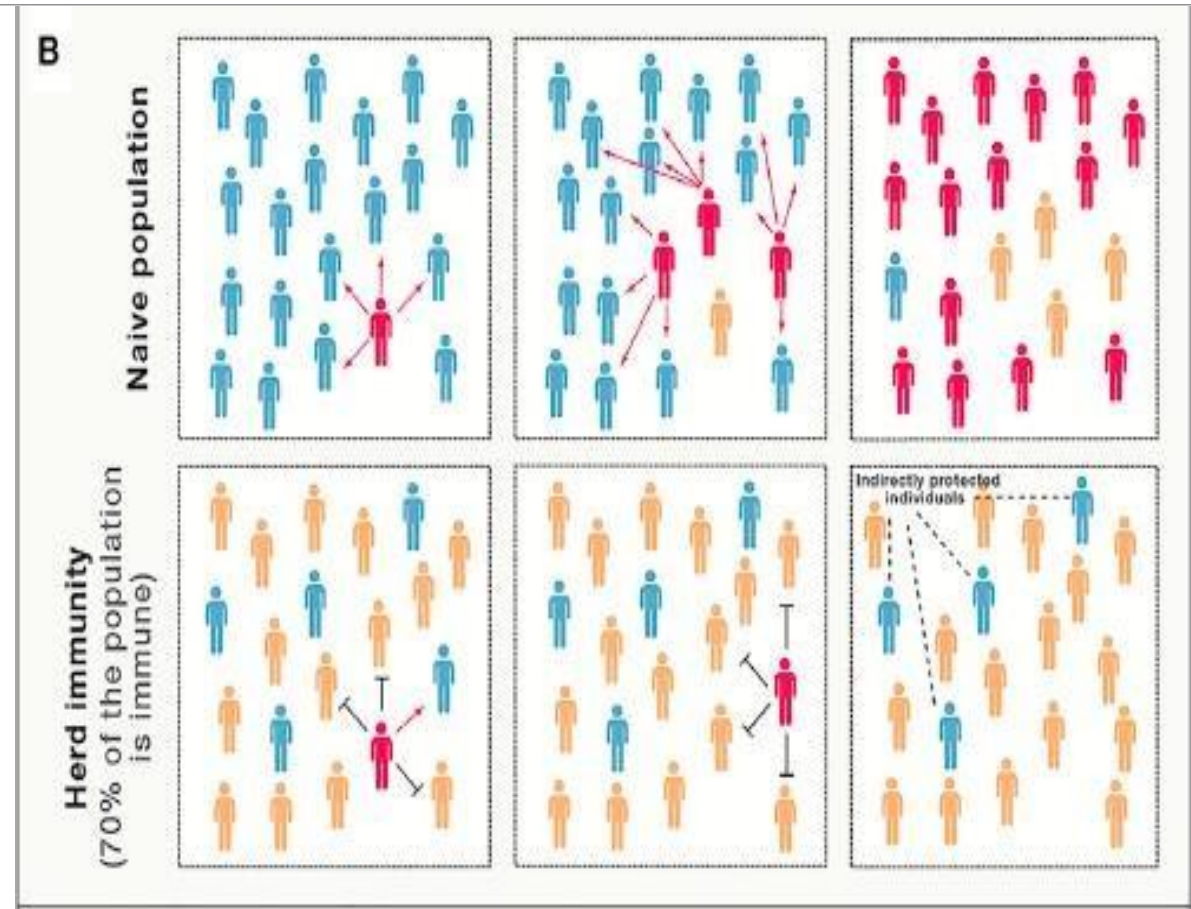 B
Naive population
Herd immunity
(70% of the population
is immune)
Indirectly protected
individuals